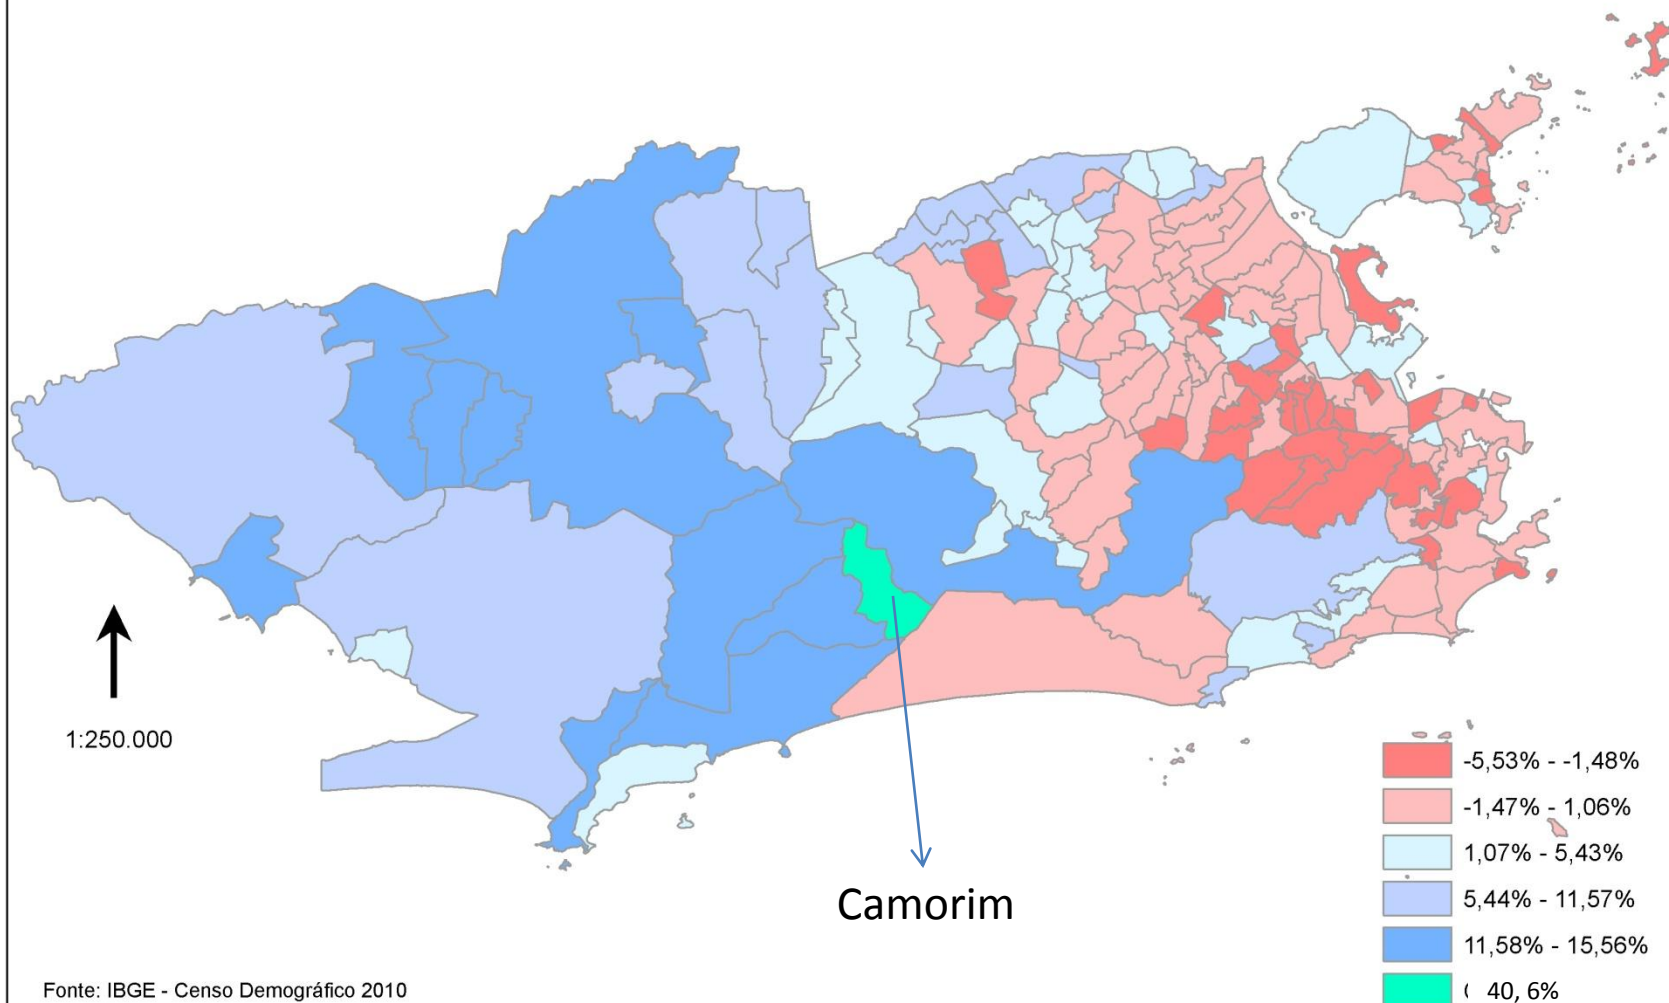 1:250.000
Camorim
-5,53% - -1,48%
-1,47% - 1,06%
1,07% - 5,43%
5,44% - 11,57%
11,58% - 15,56%
( 40, 6%
Fonte: IBGE - Censo Demográfico 2010